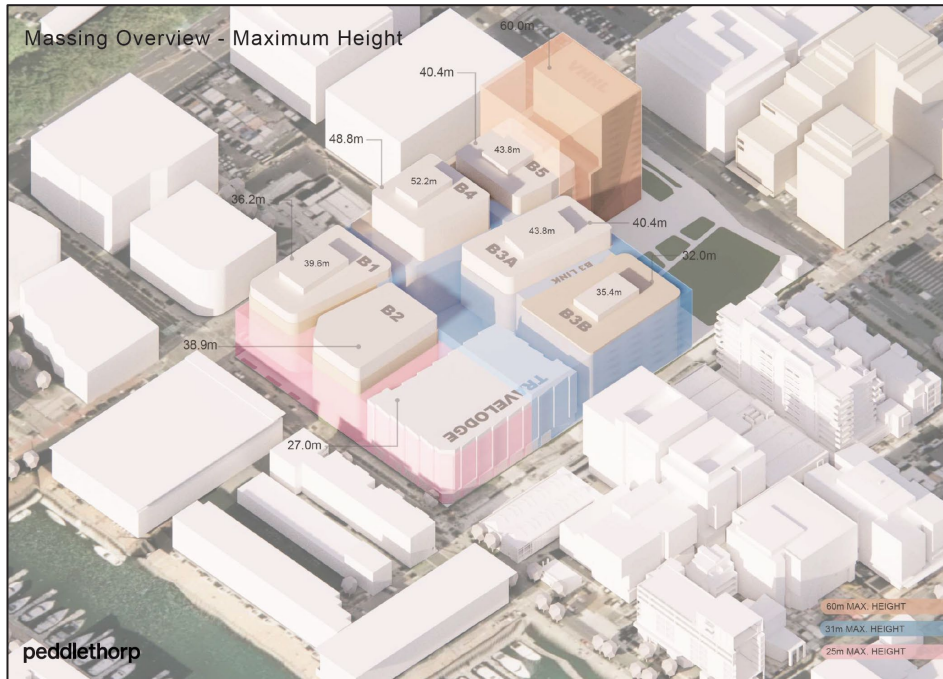 Massing Overview - Maximum Height
60.0m
40.4m
43.8m
B5
48.8m
52.2m
B4
36.2m
39.6m
B1
43.8m
B3A
40.4m
B3 LINK
32.0m
35.4m
B3B
B2
38.9m
TRAVELODGE
27.0m
60m MAX. HEIGHT
31m MAX. HEIGHT
25m MAX. HEIGHT
peddlethorp